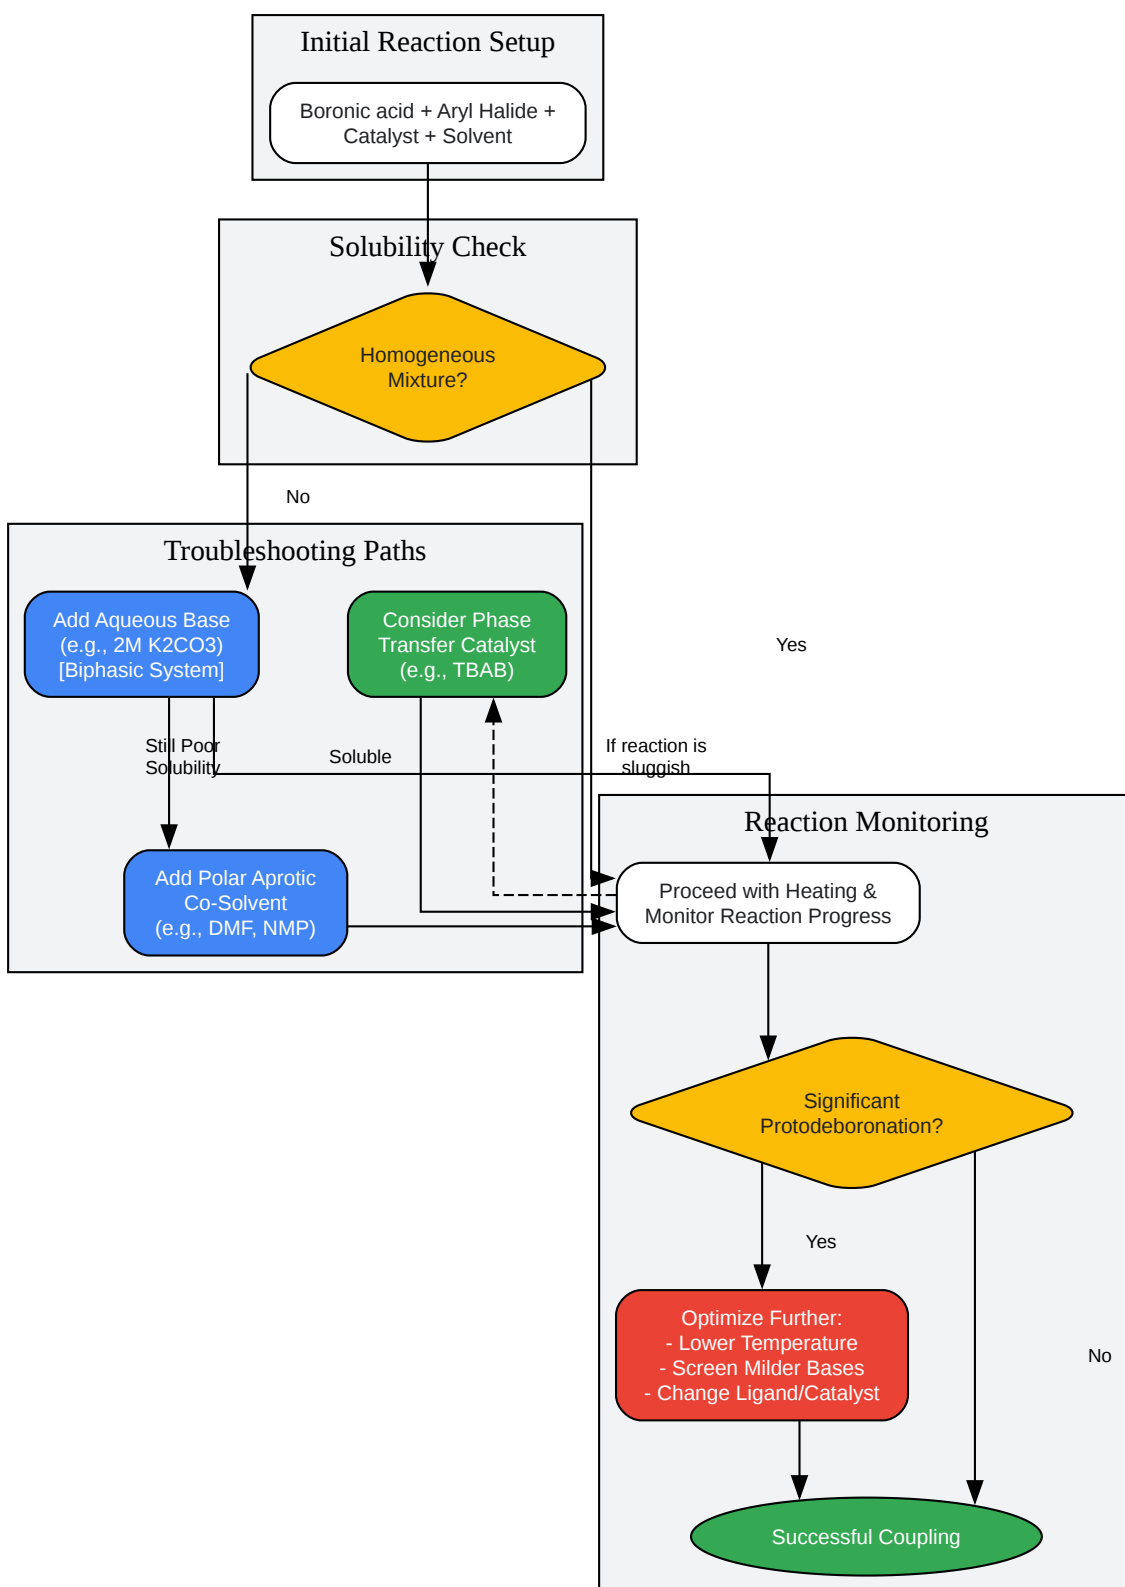 Initial Reaction Setup
Boronic acid + Aryl Halide +
Catalyst + Solvent
Solubility Check
Homogeneous
Mixture?
No
Troubleshooting Paths
Add Aqueous Base
(e.g., 2M K2CO3)
[Biphasic System]
Consider Phase
Transfer Catalyst
(e.g., TBAB)
Yes
Still Poor
Solubility
Soluble
If reaction is
sluggish
Reaction Monitoring
Add Polar Aprotic
Co-Solvent
(e.g., DMF, NMP)
Proceed with Heating &
Monitor Reaction Progress
Significant
Protodeboronation?
Yes
Optimize Further:
- Lower Temperature
- Screen Milder Bases
- Change Ligand/Catalyst
No
Successful Coupling